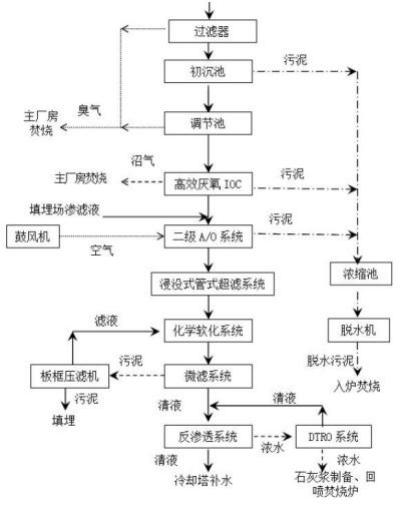 过滤器
污泥
初沉池
臭气
主厂房
焚烧
调节池
沼气
主厂房焚烧
高效厌氧IOC
污泥
填埋场渗滤液
污泥
鼓风机
二级A/O系统
空气
浓缩池
浸没式管式超滤系统
滤液
化学软化系统
脱水机
脱水污泥
污泥
板框压滤机
微滤系统
入炉焚烧
污泥
清液
清液
填埋
反渗透系统
DTRO系统
浓水
清液
浓水
冷却塔补水
石灰浆制备、回
喷焚烧炉